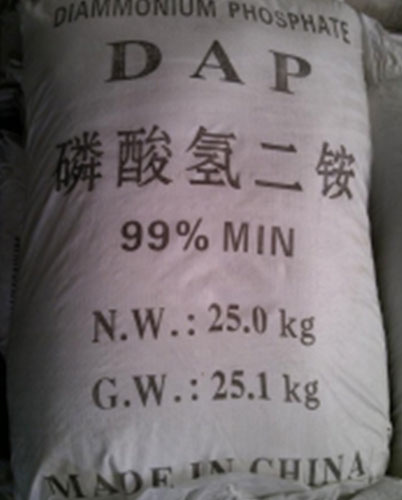 DIAMMONIUM PHOSPHATE
DAP
磷酸氢二铵
99% MIN
N.W.: 25.0 kg
G.W.: 25.1 kg
MADE IN CHINA